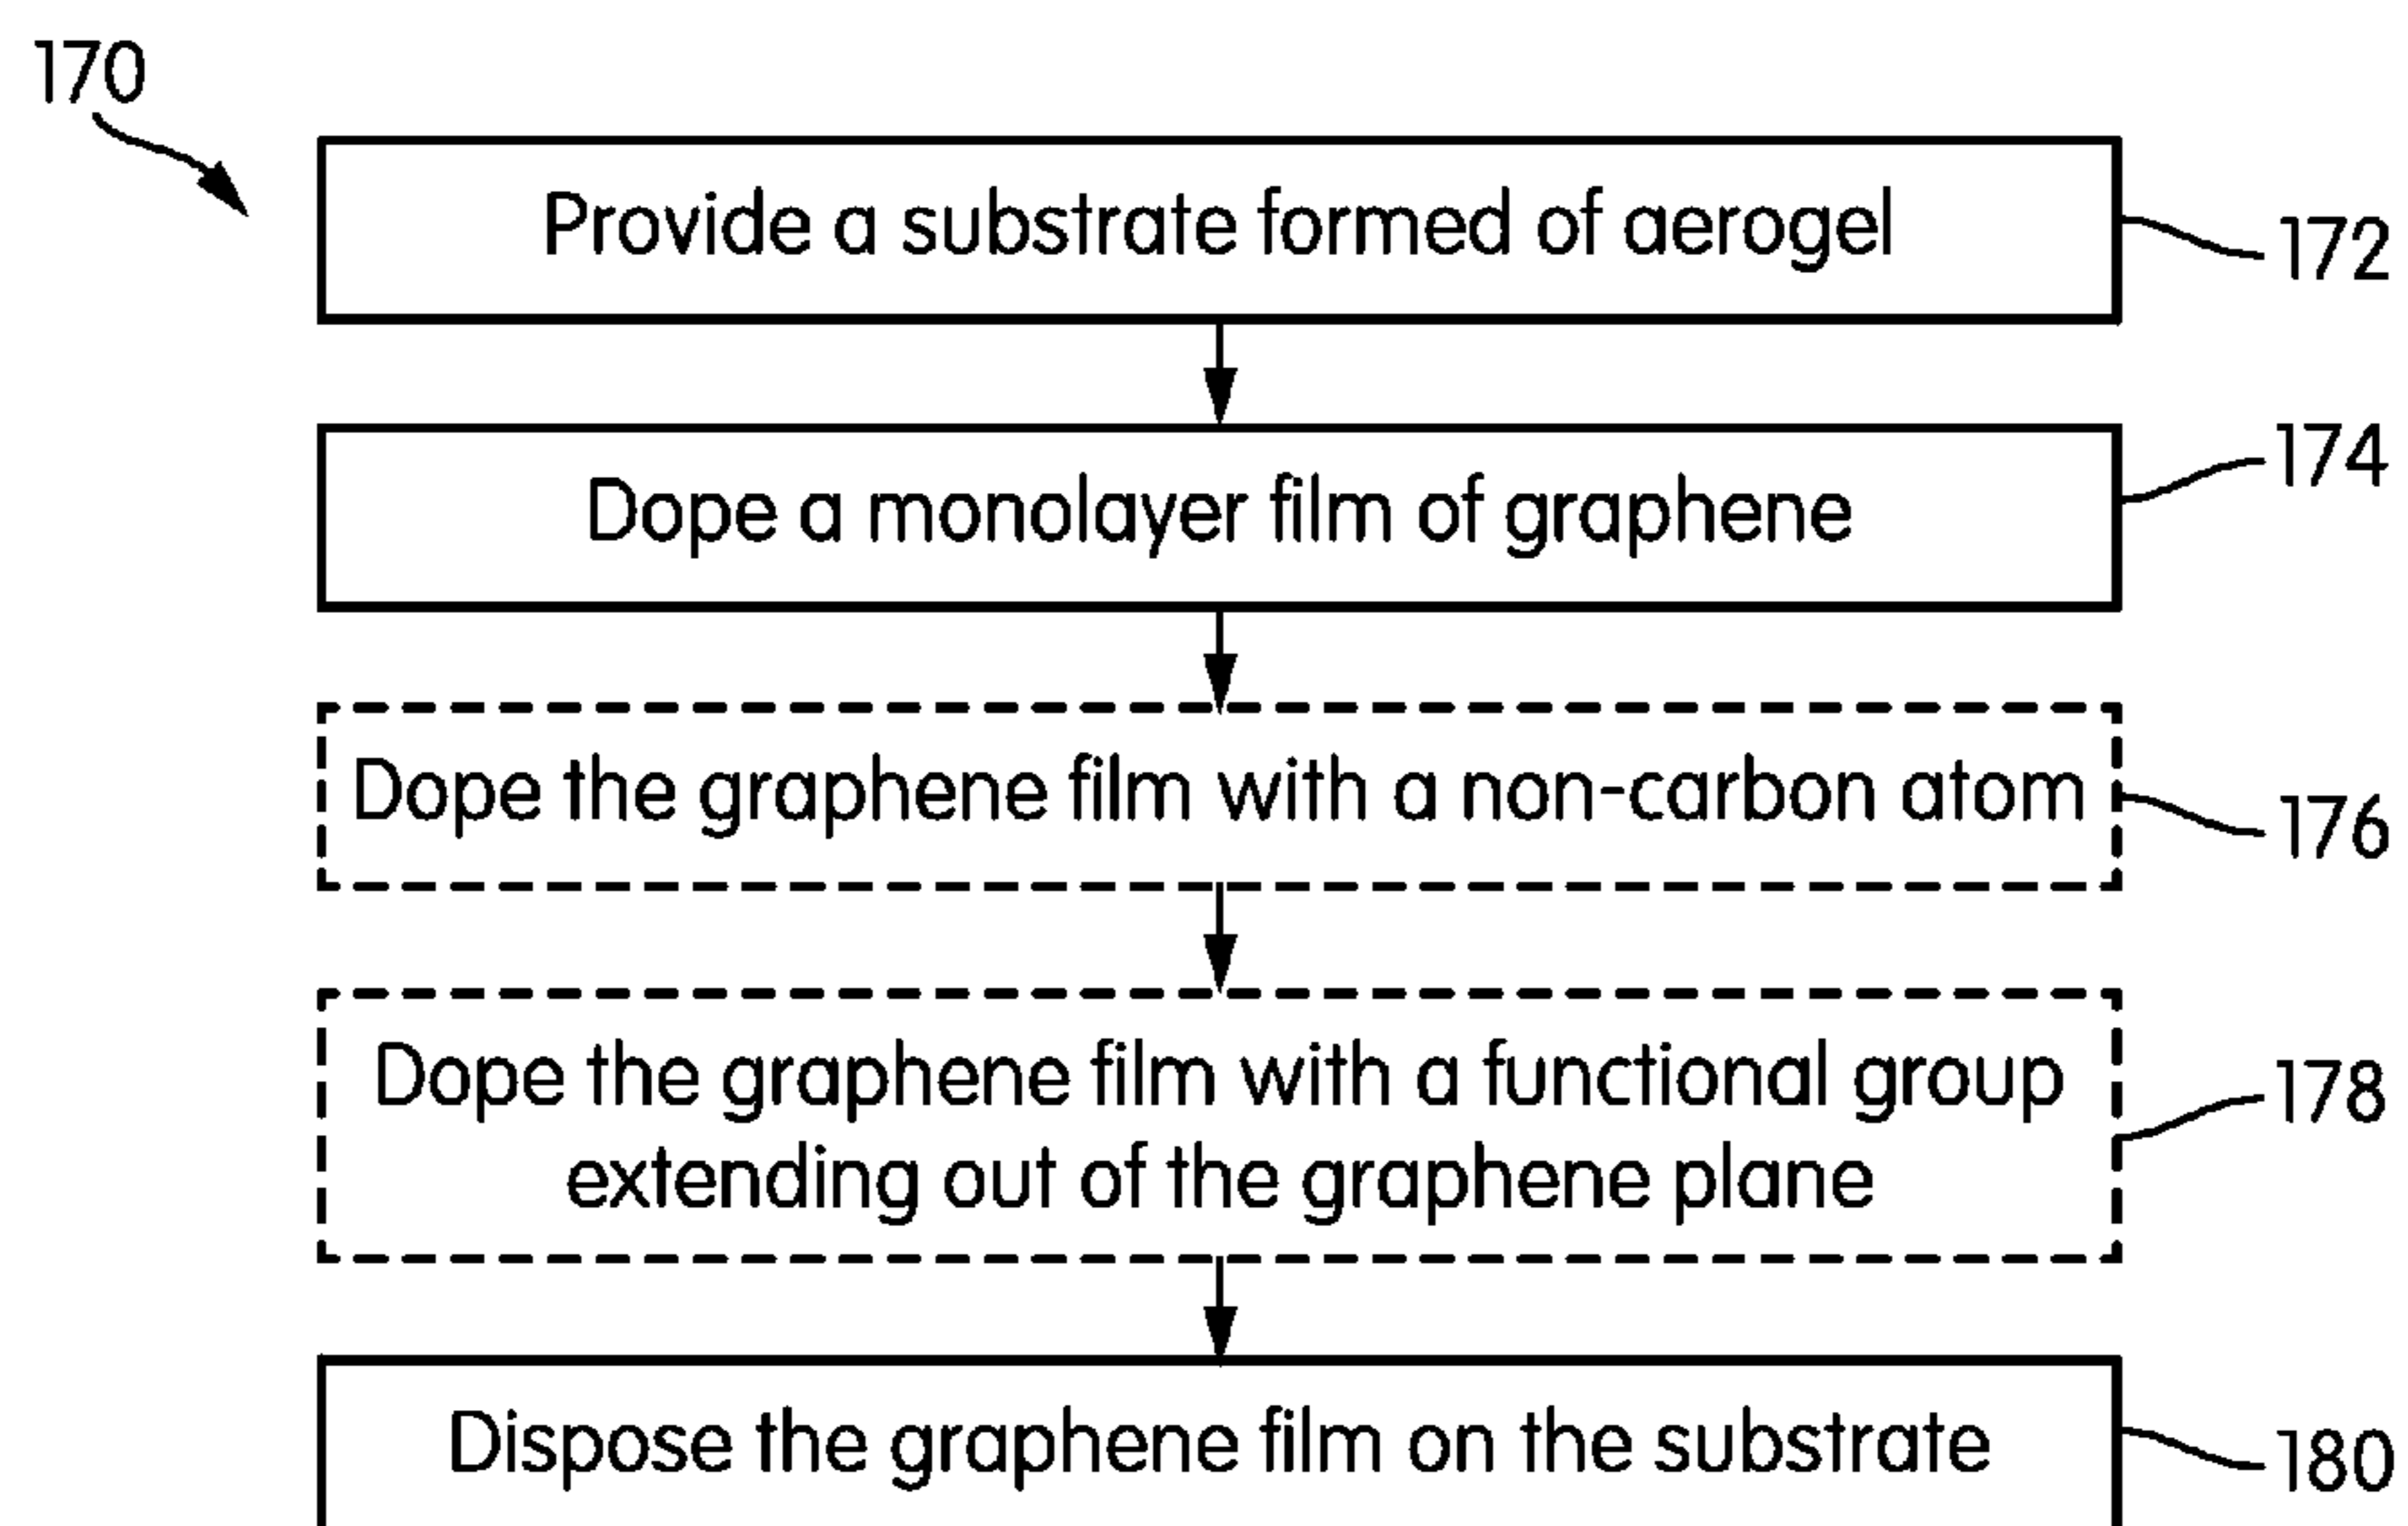 170
Provide a substrate formed of aerogel
172
Dope a monolayer film of graphene
174
Dope the graphene film with a non-carbon atom
176
Dope the graphene film with a functional group
extending out of the graphene plane
178
Dispose the graphene film on the substrate
180